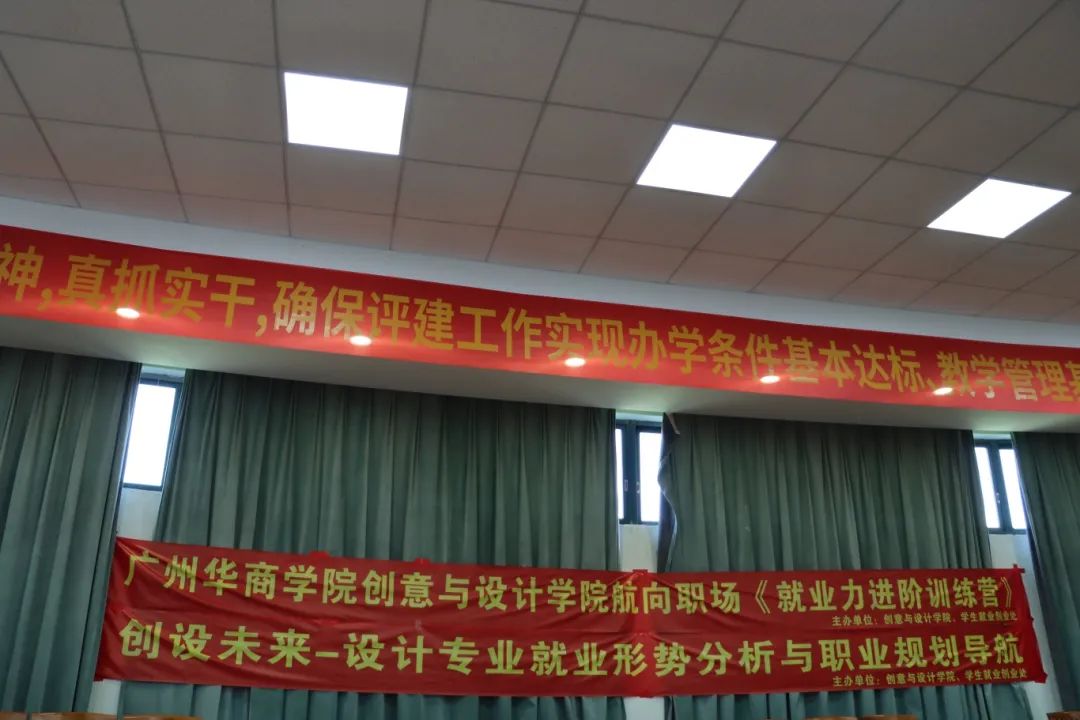 神,真抓实干,确保评建工作实现办学条件基本达标、教学管理基
广州华商学院创意与设计学院航向职场《就业力进阶训练营》
主办单位：创意与设计学院、学生就业创业处
创设未来–设计专业就业形势分析与职业规划导航
主办单位：创意与设计学院、学生就业创业处